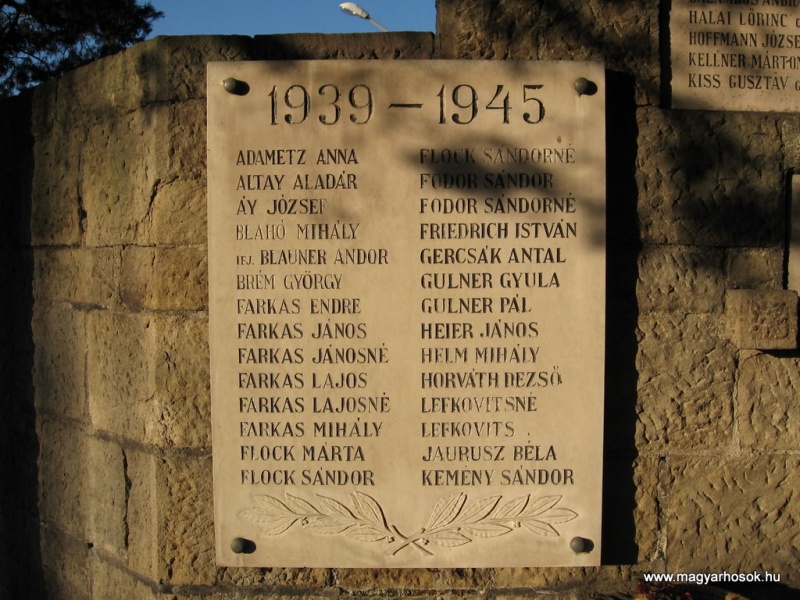 1939 – 1945
ADAMETZ ANNA
ALTAY ALADÁR
ÁY JÓZSEF
BLAHÓ MIHÁLY
IFJ. BLAUNER ANDOR
BRÉM GYÖRGY
FARKAS ENDRE
FARKAS JÁNOS
FARKAS JÁNOSNÉ
FARKAS LAJOS
FARKAS LAJOSNÉ
FARKAS MIHÁLY
FLOCK MÁRTA
FLOCK SÁNDOR
FLOCK SÁNDORNÉ
FODOR SÁNDOR
FODOR SÁNDORNÉ
FRIEDRICH ISTVÁN
GERCSÁK ANTAL
GULNER GYULA
GULNER PÁL
HEIER JÁNOS
HELM MIHÁLY
HORVÁTH DEZSŐ
LEFKOVITSNÉ
LEFKOVITS
JAURUSZ BÉLA
KEMÉNY SÁNDOR
HALAI LŐRINC
HOFFMANN JÓZSE
KELLNER MÁRTON
KISS GUSZTÁV
www.magyarhosok.hu